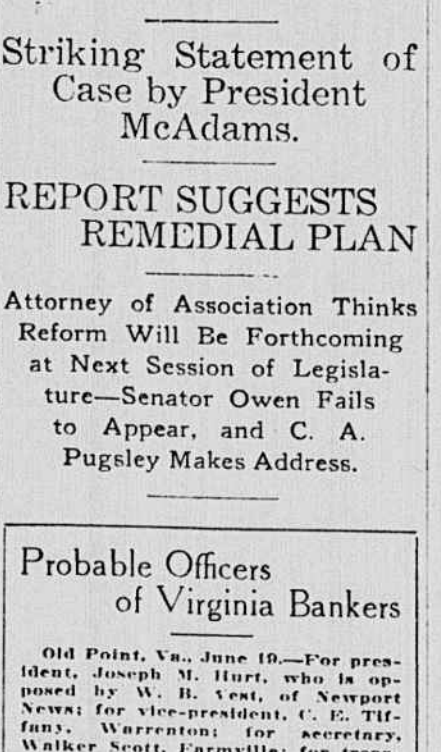 Striking Statement of
Case by President
McAdams.
REPORT SUGGESTS
REMEDIAL PLAN
Attorney of Association Thinks
Reform Will Be Forthcoming
at Next Session of Legisla-
ture—Senator Owen Fails
to Appear, and C. A.
Pugsley Makes Address.
Probable Officers
of Virginia Bankers
Old Point, Va., June 19.—For pres-
ident, Joseph M. Hurt, who is op-
posed by W. B. Vest, of Newport
News; for vice-president, C. E. Tif-
fany, Warrenton; for secretary,
Walker Scott, Farmville; for